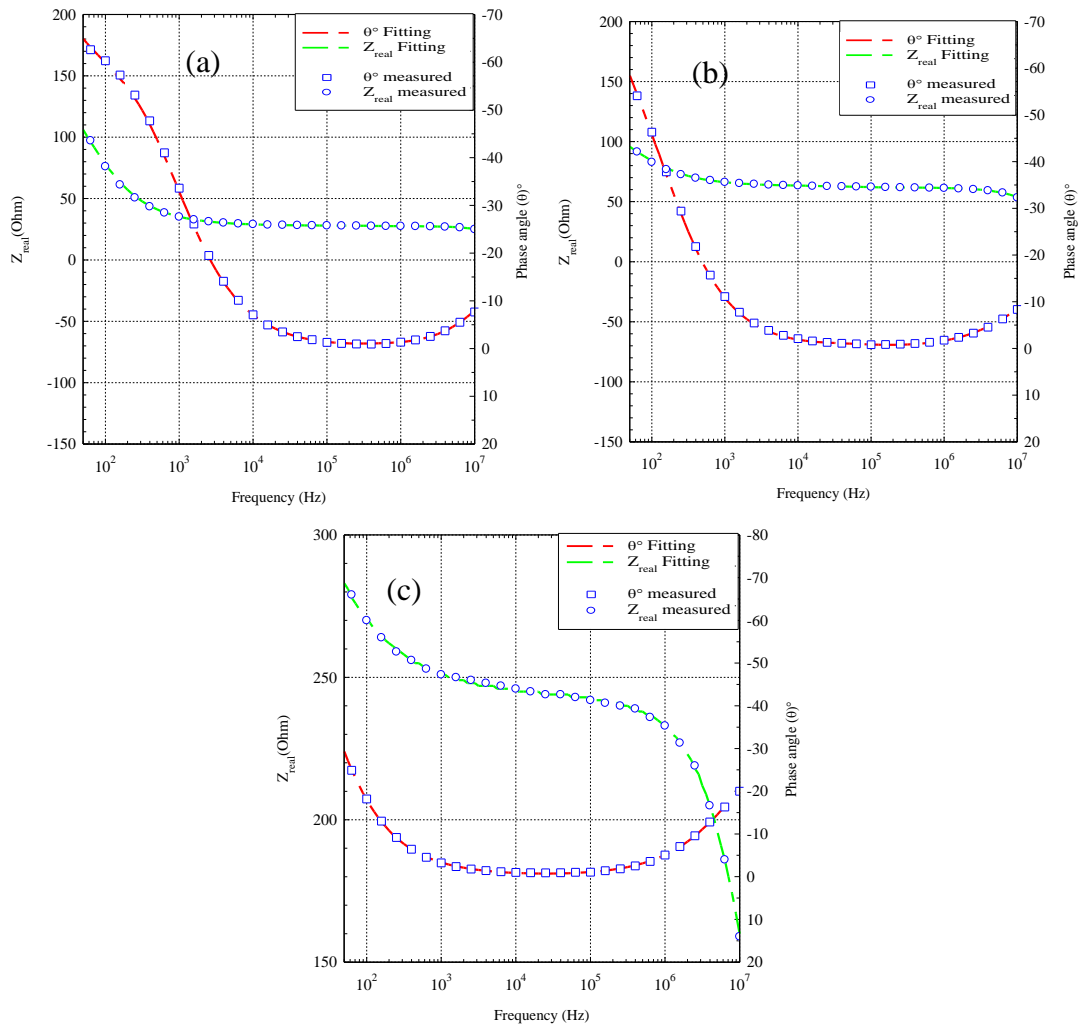 (a)
θ° Fitting
Z_real Fitting
θ° measured
Z_real measured
200
150
100
50
0
-50
-100
-150
Z_real(Ohm)
-70
-60
-50
-40
-30
-20
-10
0
10
20
Phase angle (θ)°
10^2
10^3
10^4
10^5
10^6
10^7
Frequency (Hz)
(b)
θ° Fitting
Z_real Fitting
θ° measured
Z_real measured
200
150
100
50
0
-50
-100
-150
Z_real(Ohm)
-70
-60
-50
-40
-30
-20
-10
0
10
20
Phase angle (θ)°
10^2
10^3
10^4
10^5
10^6
10^7
Frequency (Hz)
(c)
θ° Fitting
Z_real Fitting
θ° measured
Z_real measured
300
250
200
150
Z_real(Ohm)
-80
-70
-60
-50
-40
-30
-20
-10
0
10
20
Phase angle (θ)°
10^2
10^3
10^4
10^5
10^6
10^7
Frequency (Hz)